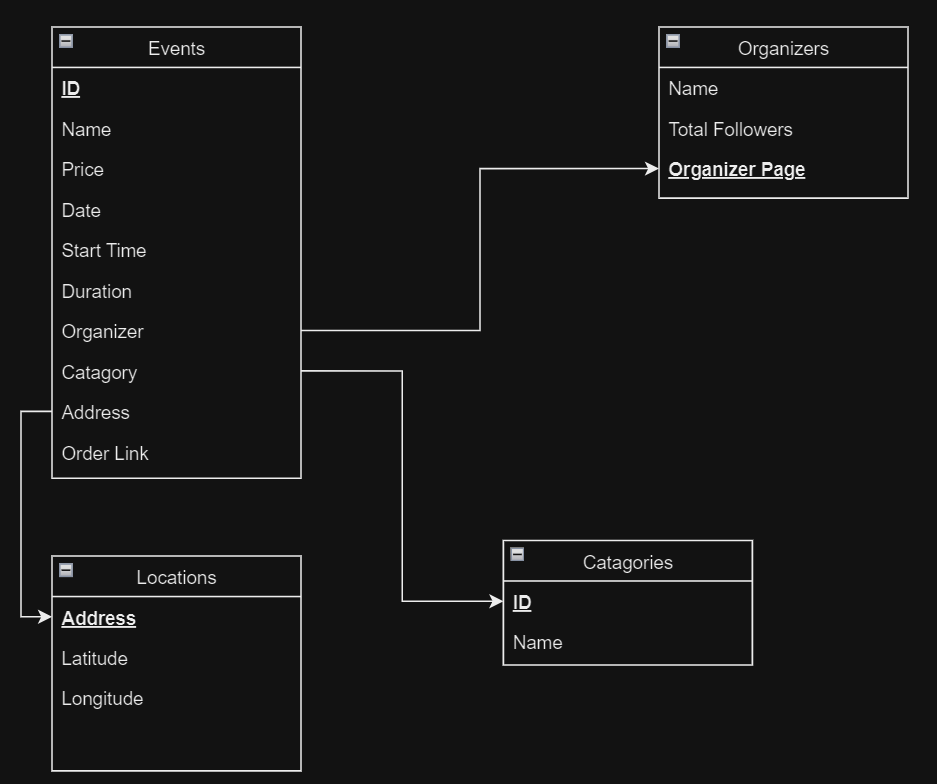 Events
ID
Name
Price
Date
Start Time
Duration
Organizer
Catagory
Address
Order Link
Organizers
Name
Total Followers
Organizer Page
Locations
Address
Latitude
Longitude
Catagories
ID
Name